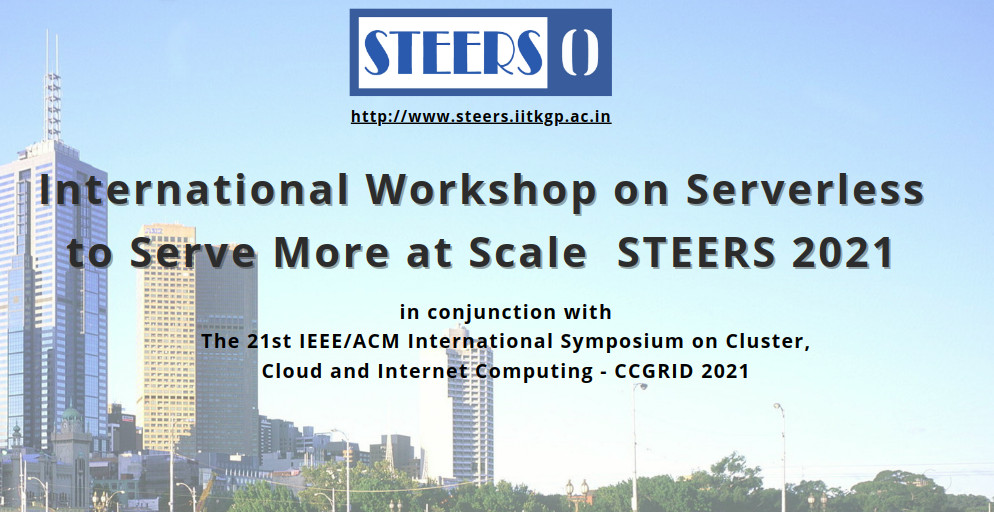 STEERS ()
http://www.steers.iitkgp.ac.in
International Workshop on Serverless
to Serve More at Scale STEERS 2021
in conjunction with
The 21st IEEE/ACM International Symposium on Cluster,
Cloud and Internet Computing - CCGRID 2021